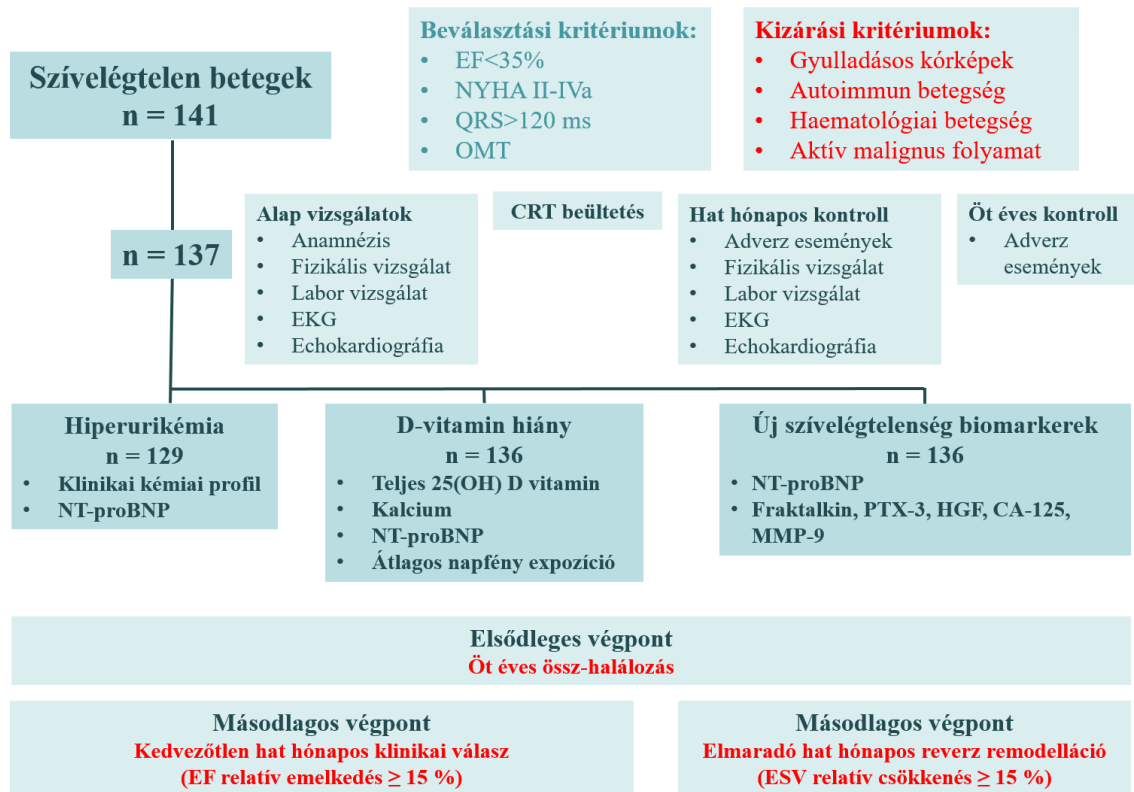 Szívelégtelen betegek
n = 141
Beválasztási kritériumok:
• EF<35%
• NYHA II-IVa
• QRS>120 ms
• OMT
Kizárási kritériumok:
• Gyulladásos kórképek
• Autoimmun betegség
• Haematológiai betegség
• Aktív malignus folyamat
n = 137
Alap vizsgálatok
• Anamnézis
• Fizikális vizsgálat
• Labor vizsgálat
• EKG
• Echokardiográfia
CRT beültetés
Hat hónapos kontroll
• Adverz események
• Fizikális vizsgálat
• Labor vizsgálat
• EKG
• Echokardiográfia
Öt éves kontroll
• Adverz
események
Hiperurikémia
n = 129
• Klinikai kémiai profil
• NT-proBNP
D-vitamin hiány
n = 136
• Teljes 25(OH) D vitamin
• Kalcium
• NT-proBNP
• Átlagos napfény expozíció
Új szívelégtelenség biomarkerek
n = 136
• NT-proBNP
• Fraktalkin, PTX-3, HGF, CA-125,
MMP-9
Elsődleges végpont
Öt éves össz-halálozás
Másodlagos végpont
Kedvezőtlen hat hónapos klinikai válasz
(EF relatív emelkedés ≥ 15 %)
Másodlagos végpont
Elmaradó hat hónapos reverz remodelláció
(ESV relatív csökkenés ≥ 15 %)